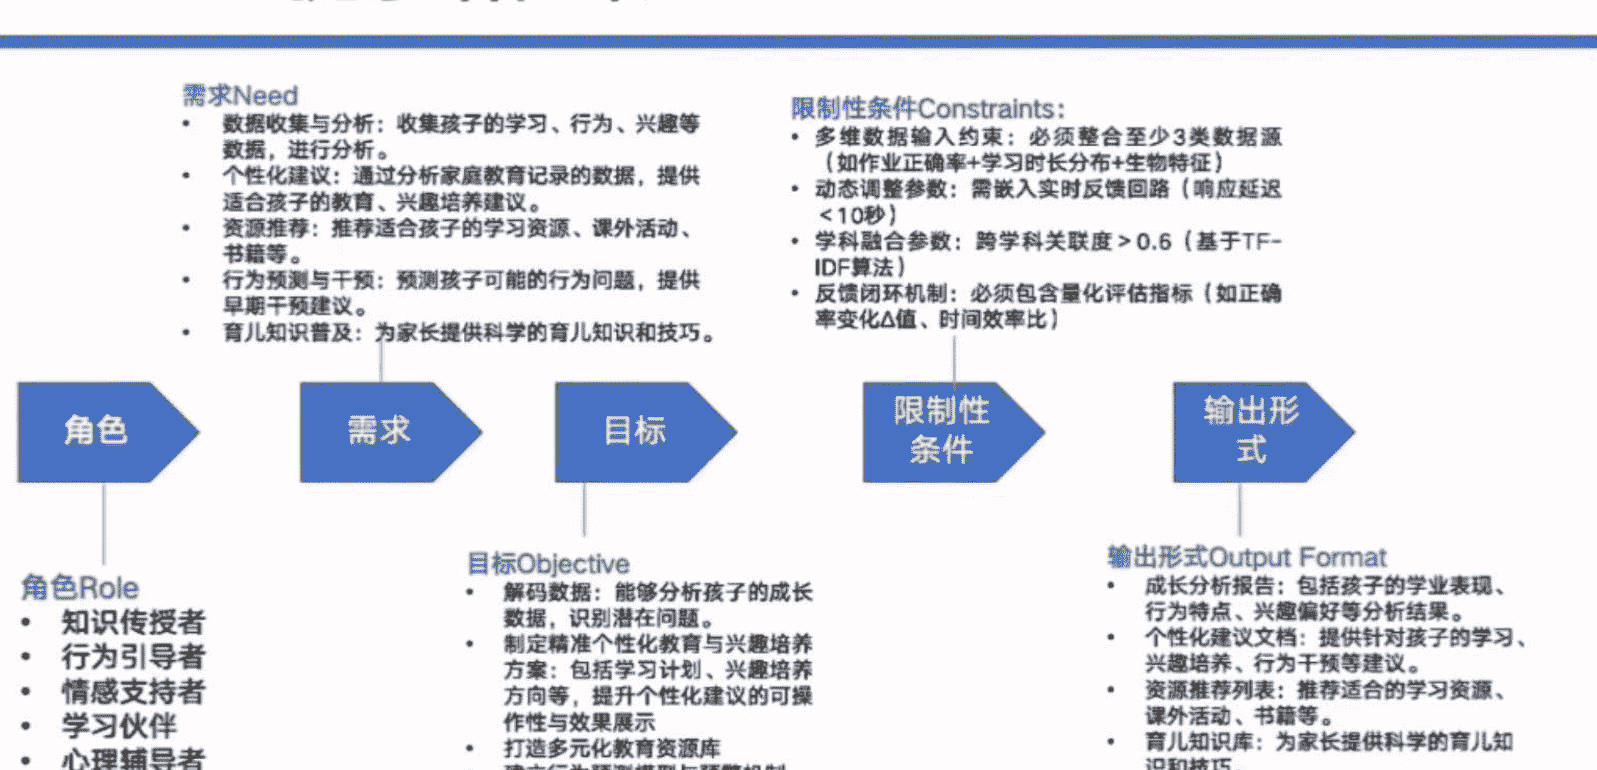 需求Need
• 数据收集与分析：收集孩子的学习、行为、兴趣等
数据，进行分析。
• 个性化建议：通过分析家庭教育记录的数据，提供
适合孩子的教育、兴趣培养建议。
• 资源推荐：推荐适合孩子的学习资源、课外活动、
书籍等。
• 行为预测与干预：预测孩子可能的行为问题，提供
早期干预建议。
• 育儿知识普及：为家长提供科学的育儿知识和技巧。
限制性条件Constraints：
• 多维数据输入约束：必须整合至少3类数据源
（如作业正确率+学习时长分布+生物特征）
• 动态调整参数：需嵌入实时反馈回路（响应延迟
<10秒）
• 学科融合参数：跨学科关联度>0.6（基于TF-
IDF算法）
• 反馈闭环机制：必须包含量化评估指标（如正确
率变化Δ值、时间效率比）
角色
需求
目标
限制性
条件
输出形
式
角色Role
• 知识传授者
• 行为引导者
• 情感支持者
• 学习伙伴
• 心理辅导者
目标Objective
• 解码数据：能够分析孩子的成长
数据，识别潜在问题。
• 制定精准个性化教育与兴趣培养
方案：包括学习计划、兴趣培养
方向等，提升个性化建议的可操
作性与效果展示
• 打造多元化教育资源库
• 建立行为预测模型与预警机制
输出形式Output Format
• 成长分析报告：包括孩子的学业表现、
行为特点、兴趣偏好等分析结果。
• 个性化建议文档：提供针对孩子的学习、
兴趣培养、行为干预等建议。
• 资源推荐列表：推荐适合的学习资源、
课外活动、书籍等。
• 育儿知识库：为家长提供科学的育儿知
识和技巧。